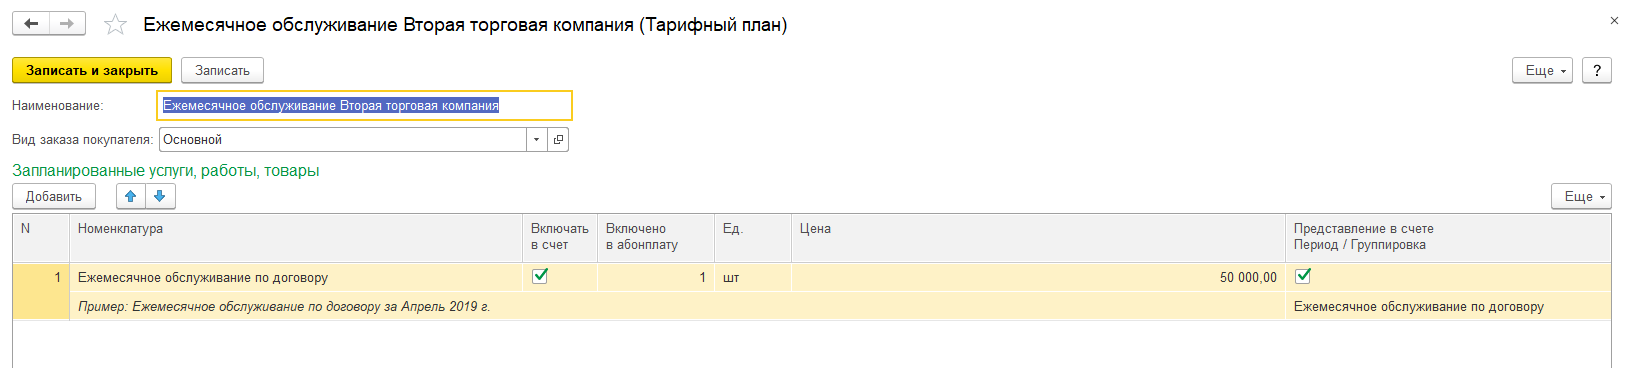 Ежемесячное обслуживание Вторая торговая компания (Тарифный план)
Записать и закрыть Записать Еще ?
Наименование: Ежемесячное обслуживание Вторая торговая компания
Вид заказа покупателя: Основной
Запланированные услуги, работы, товары
Добавить Еще
N Номенклатура Включать в счет Включено в абонплату Ед. Цена Представление в счете Период / Группировка
1 Ежемесячное обслуживание по договору 1 шт 50 000,00
Пример: Ежемесячное обслуживание по договору за Апрель 2019 г. Ежемесячное обслуживание по договору